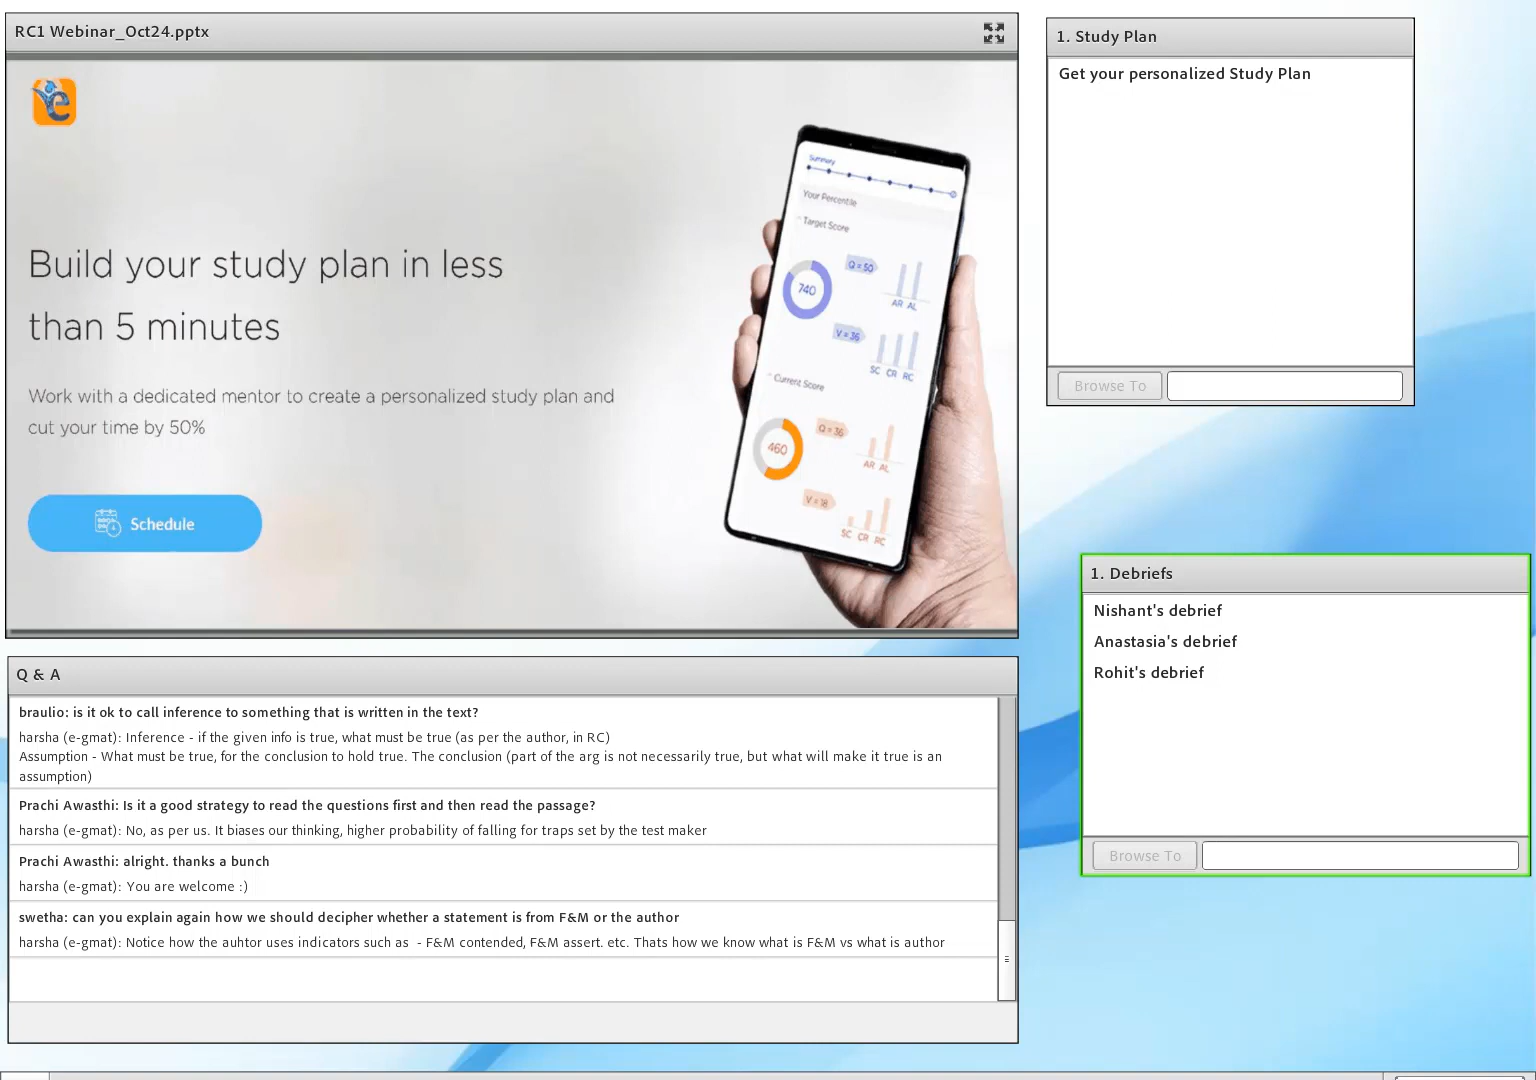 RC1 Webinar_Oct24.pptx
e
Build your study plan in less
than 5 minutes
Work with a dedicated mentor to create a personalized study plan and
cut your time by 50%
Schedule
Summary
Your Percentile
Target Score
740
Q = 50
AR AL
V = 36
SC CR RC
Current Score
460
Q = 36
AR AL
V = 18
SC CR RC
1. Study Plan
Get your personalized Study Plan
Browse To
1. Debriefs
Nishant's debrief
Anastasia's debrief
Rohit's debrief
Browse To
Q & A
braulio: is it ok to call inference to something that is written in the text?
harsha (e-gmat): Inference - if the given info is true, what must be true (as per the author, in RC)
Assumption - What must be true, for the conclusion to hold true. The conclusion (part of the arg is not necessarily true, but what will make it true is an
assumption)
Prachi Awasthi: Is it a good strategy to read the questions first and then read the passage?
harsha (e-gmat): No, as per us. It biases our thinking, higher probability of falling for traps set by the test maker
Prachi Awasthi: alright. thanks a bunch
harsha (e-gmat): You are welcome :)
swetha: can you explain again how we should decipher whether a statement is from F&M or the author
harsha (e-gmat): Notice how the auhtor uses indicators such as  - F&M contended, F&M assert. etc. Thats how we know what is F&M vs what is author